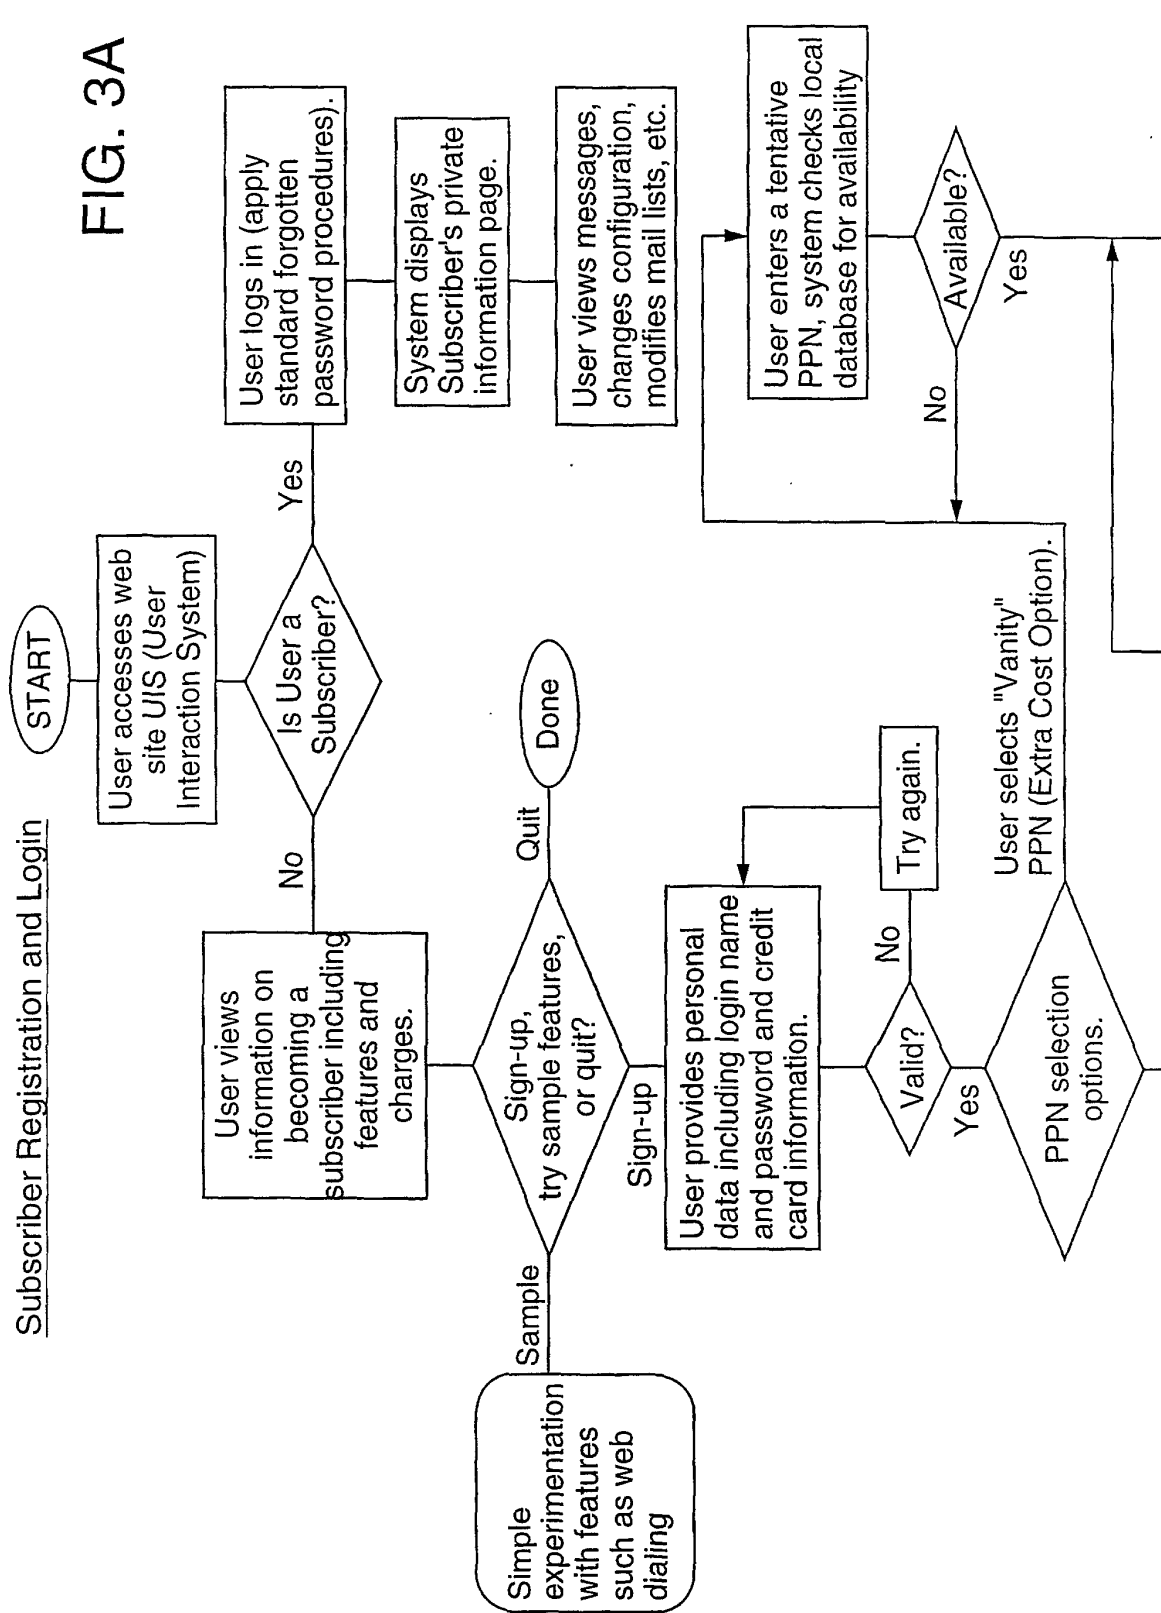 Subscriber Registration and Login
FIG. 3A
START
User accesses web
site UIS (User
Interaction System)
Is User a
Subscriber?
No
Yes
User views
information on
becoming a
subscriber including
features and
charges.
User logs in (apply
standard forgotten
password procedures).
System displays
Subscriber's private
information page.
User views messages,
changes configuration,
modifies mail lists, etc.
Sign-up,
try sample features,
or quit?
Sample
Quit
Done
Simple
experimentation
with features
such as web
dialing
Sign-up
User provides personal
data including login name
and password and credit
card information.
Valid?
No
Try again.
Yes
PPN selection
options.
User selects "Vanity"
PPN (Extra Cost Option).
User enters a tentative
PPN, system checks local
database for availability
Available?
No
Yes